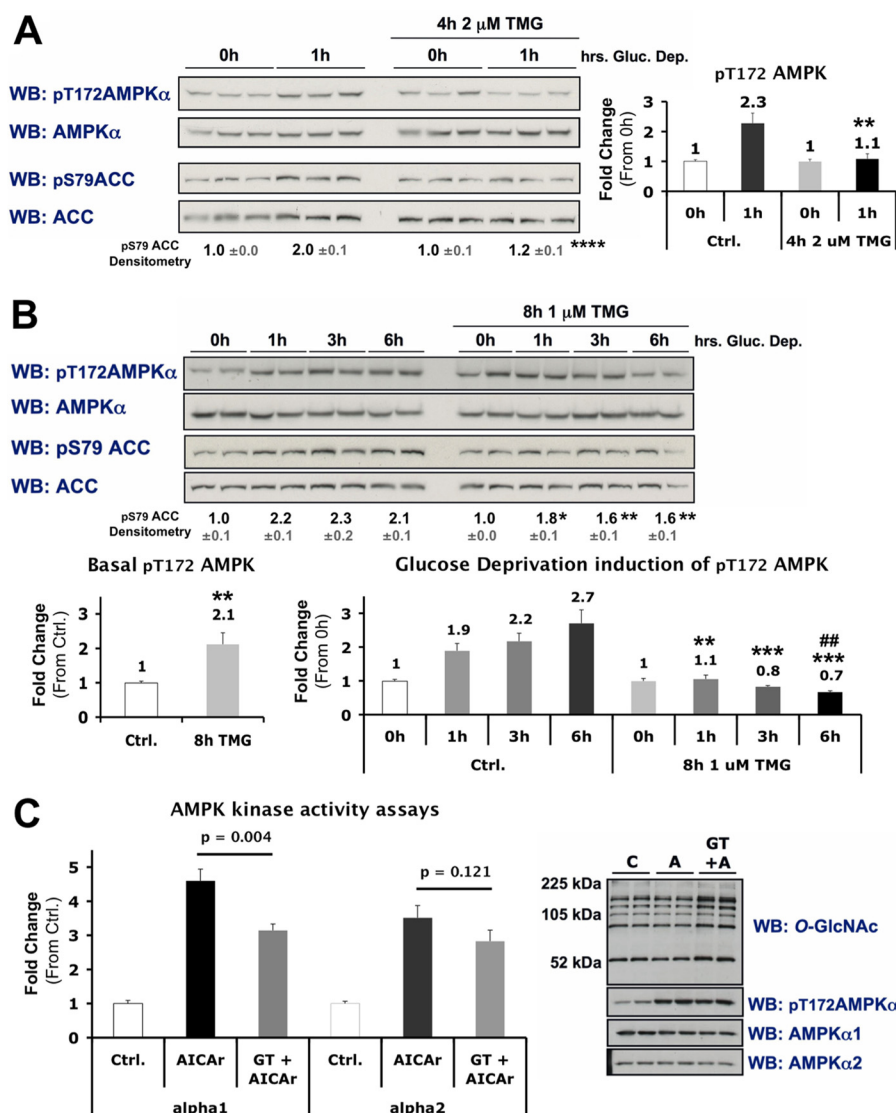 A
4h 2 μM TMG
0h 1h 0h 1h hrs. Gluc. Dep.
WB: pT172AMPKα
WB: AMPKα
WB: pS79ACC
WB: ACC
pS79 ACC
Densitometry
1.0 ±0.0 2.0 ±0.1 1.0 ±0.1 1.2 ±0.1 ****
pT172 AMPK
Fold Change
(From 0h)
3
2
1
0
1 2.3 1 ** 1.1
0h 1h 0h 1h
Ctrl. 4h 2 uM TMG
B
8h 1 μM TMG
0h 1h 3h 6h 0h 1h 3h 6h hrs. Gluc. Dep.
WB: pT172AMPKα
WB: AMPKα
WB: pS79 ACC
WB: ACC
pS79 ACC
Densitometry
1.0 2.2 2.3 2.1 1.0 1.8* 1.6 ** 1.6 **
±0.1 ±0.1 ±0.2 ±0.1 ±0.0 ±0.1 ±0.1 ±0.1
Basal pT172 AMPK
Fold Change
(From Ctrl.)
3
2
1
0
**
1 2.1
Ctrl. 8h TMG
Glucose Deprivation induction of pT172 AMPK
Fold Change
(From 0h)
3
2
1
0
##
** *** ***
1 1.9 2.2 2.7 1 1.1 0.8 0.7
0h 1h 3h 6h 0h 1h 3h 6h
Ctrl. 8h 1 uM TMG
C
AMPK kinase activity assays
p = 0.004
p = 0.121
Fold Change
(From Ctrl.)
5
4
3
2
1
0
Ctrl. AICAr GT + AICAr Ctrl. AICAr GT + AICAr
alpha1 alpha2
GT
C A +A
225 kDa
105 kDa
52 kDa
WB: O-GlcNAc
WB: pT172AMPKα
WB: AMPKα1
WB: AMPKα2